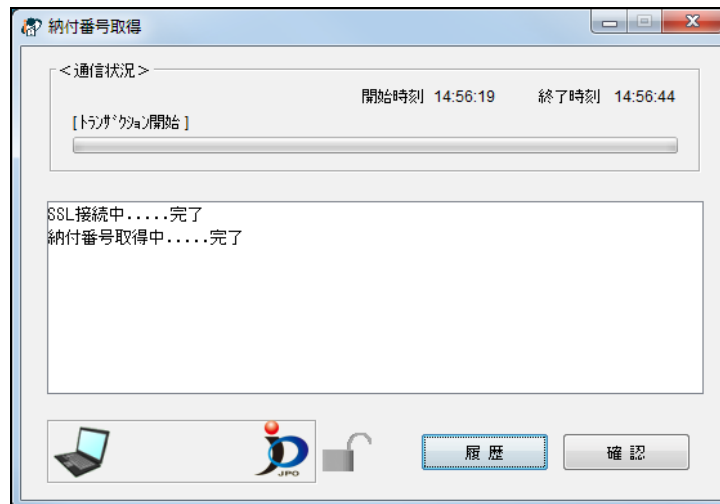 納付番号取得
＜通信状況＞
開始時刻 14:56:19 終了時刻 14:56:44
[ﾄﾗﾝｻﾞｸｼｮﾝ開始 ]
SSL接続中.....完了
納付番号取得中.....完了
JPO
履 歴 確 認